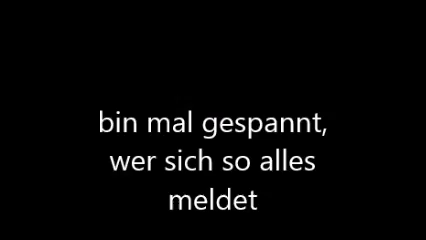 bin mal gespannt,
wer sich so alles
meldet